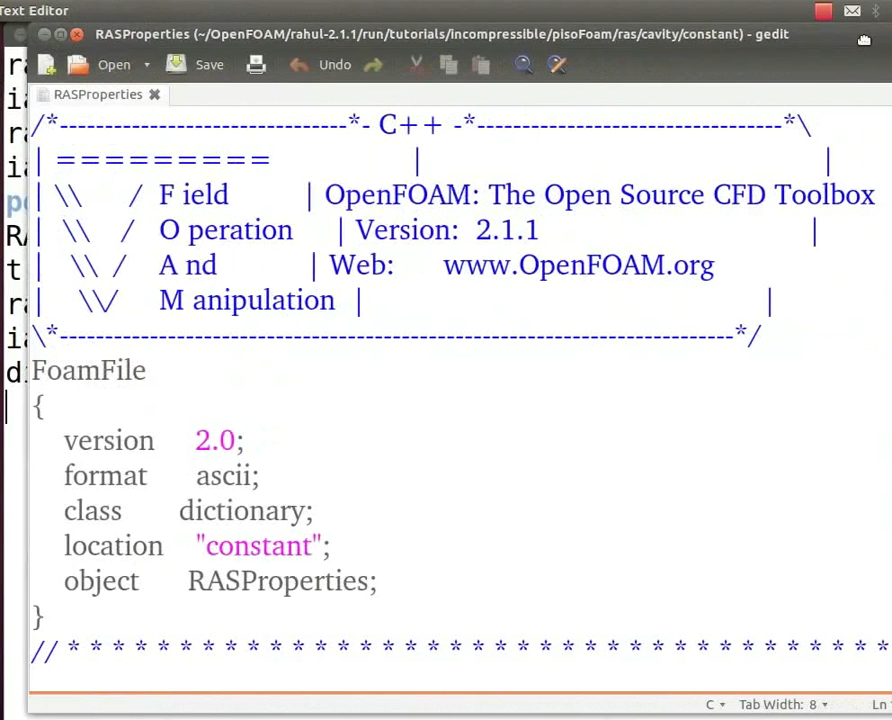 Text Editor
RASProperties (~/OpenFOAM/rahul-2.1.1/run/tutorials/incompressible/pisoFoam/ras/cavity/constant) - gedit
Open Save Undo
RASProperties
/*--------------------------------*- C++ -*----------------------------------*\
| ========= | |
| \\ / F ield | OpenFOAM: The Open Source CFD Toolbox
| \\ / O peration | Version: 2.1.1 |
| \\ / A nd | Web: www.OpenFOAM.org
| \\/ M anipulation | |
\*---------------------------------------------------------------------------*/
FoamFile
{
version 2.0;
format ascii;
class dictionary;
location "constant";
object RASProperties;
}
// * * * * * * * * * * * * * * * * * * * * * * * * * * * * * * * * * * * * *
C Tab Width: 8 Ln